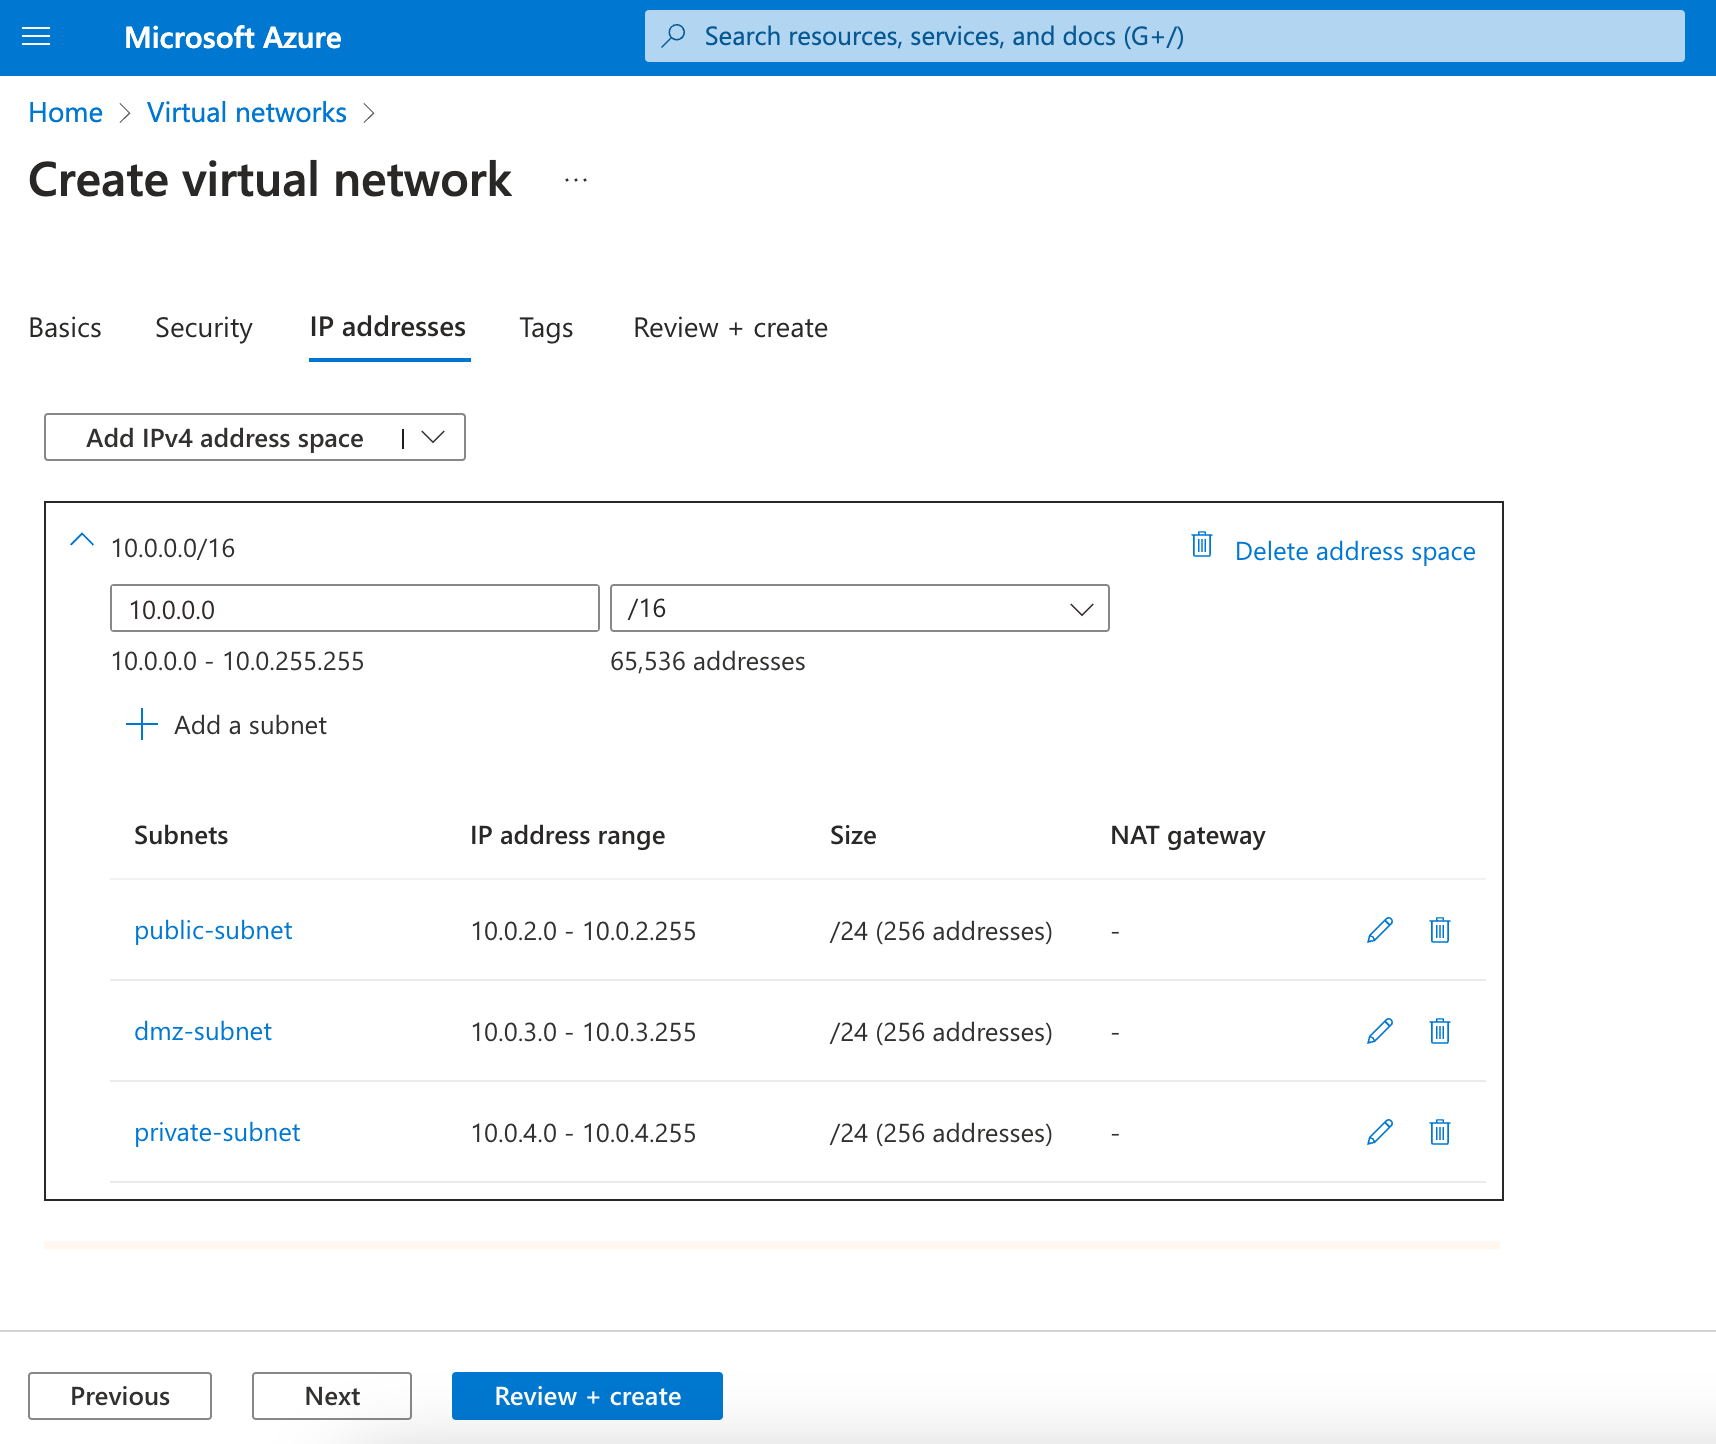 Microsoft Azure
Search resources, services, and docs (G+/)
Home > Virtual networks >
Create virtual network ...
Basics Security IP addresses Tags Review + create
Add IPv4 address space |
10.0.0.0/16 Delete address space
10.0.0.0 /16
10.0.0.0 - 10.0.255.255 65,536 addresses
+ Add a subnet
Subnets IP address range Size NAT gateway
public-subnet 10.0.2.0 - 10.0.2.255 /24 (256 addresses) -
dmz-subnet 10.0.3.0 - 10.0.3.255 /24 (256 addresses) -
private-subnet 10.0.4.0 - 10.0.4.255 /24 (256 addresses) -
Previous Next Review + create